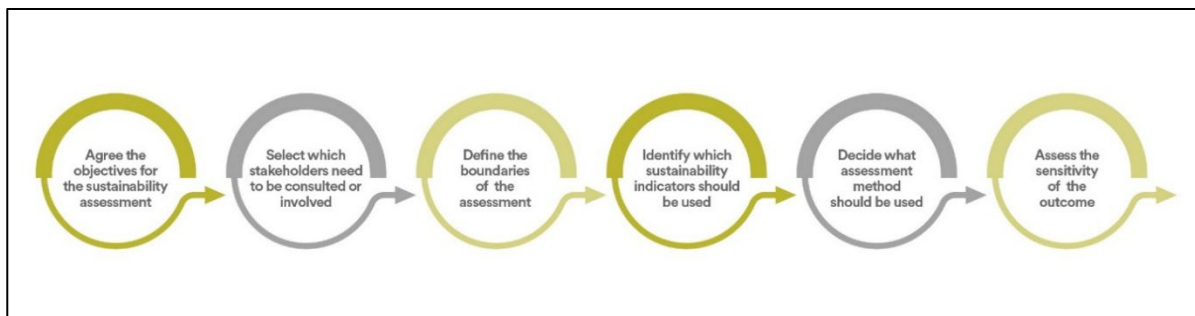 Agree the
objectives for
the sustainability
assessment
Select which
stakeholders need
to be consulted or
involved
Define the
boundaries
of the
assessment
Identify which
sustainability
indicators should
be used
Decide what
assessment
method
should be used
Assess the
sensitivity
of the
outcome